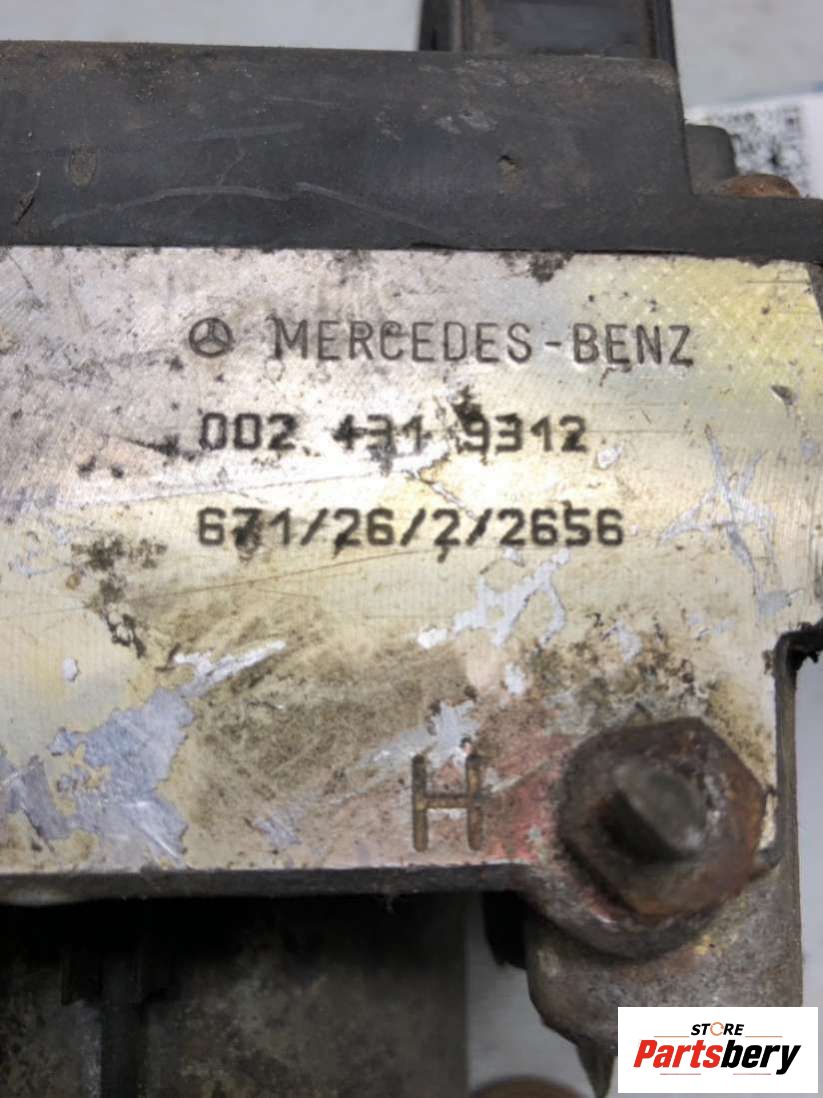 MERCEDES-BENZ
002 431 9312
671/26/2/2656
H
STORE
Partsbery